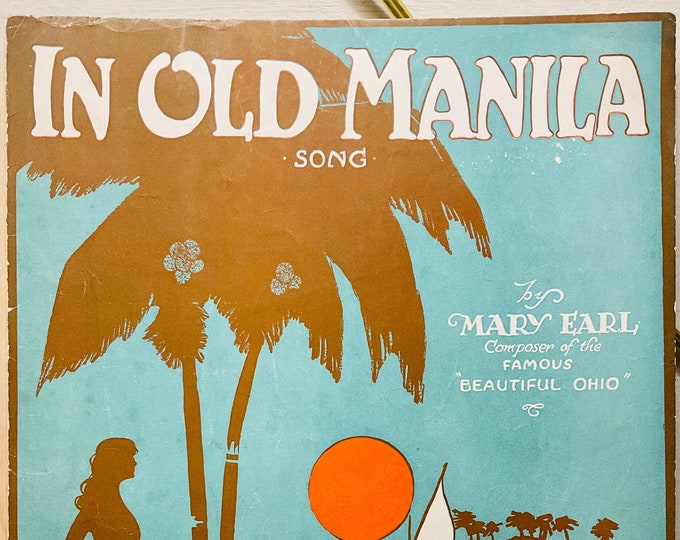 IN OLD MANILA
· SONG ·
by
MARY EARL
Composer of the
FAMOUS
"BEAUTIFUL OHIO"